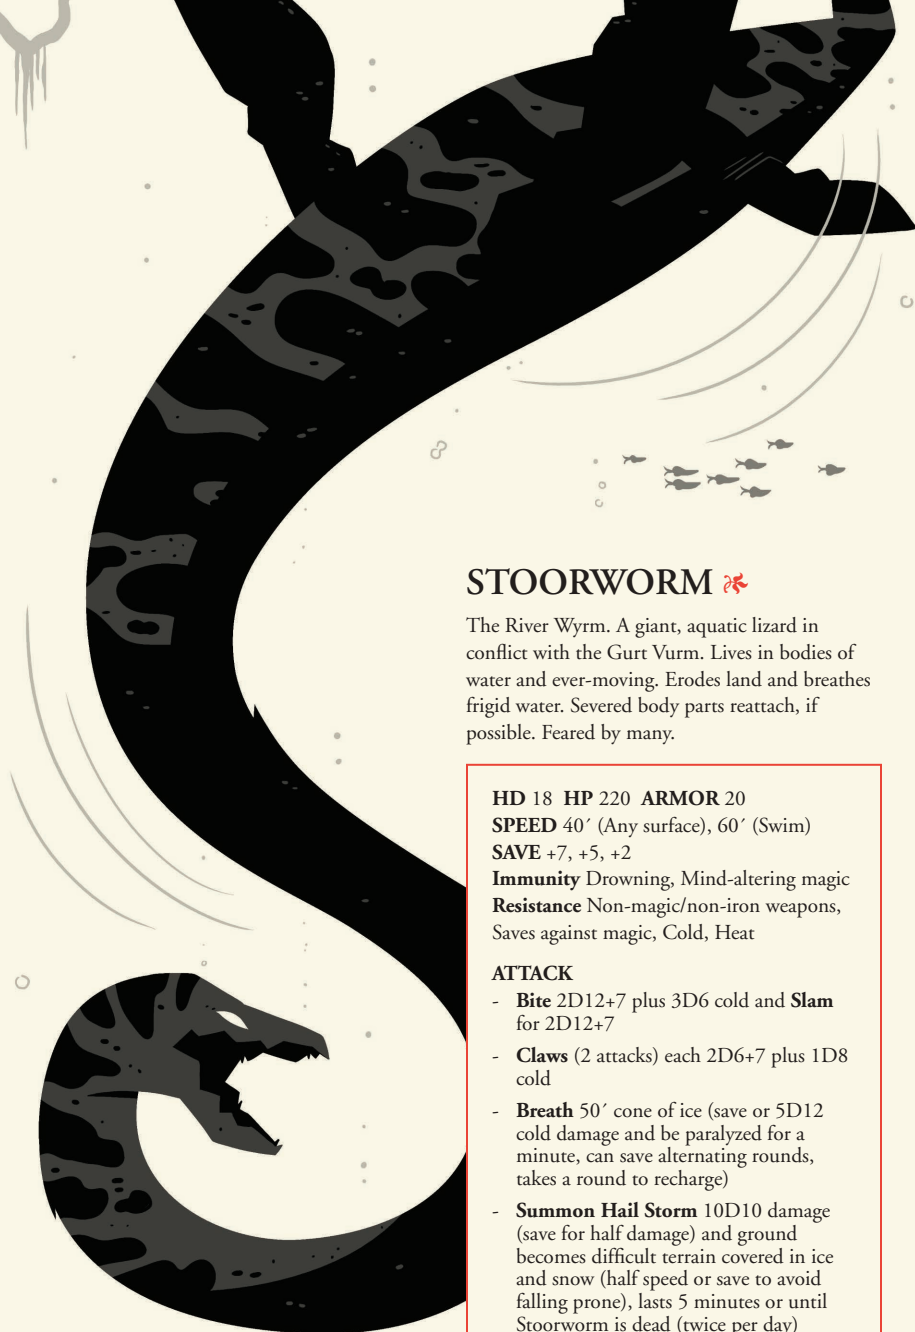 STOORWORM
The River Wyrm. A giant, aquatic lizard in
conflict with the Gurt Vurm. Lives in bodies of
water and ever-moving. Erodes land and breathes
frigid water. Severed body parts reattach, if
possible. Feared by many.
HD 18 HP 220 ARMOR 20
SPEED 40´ (Any surface), 60´ (Swim)
SAVE +7, +5, +2
Immunity Drowning, Mind-altering magic
Resistance Non-magic/non-iron weapons,
Saves against magic, Cold, Heat
ATTACK
- Bite 2D12+7 plus 3D6 cold and Slam
for 2D12+7
- Claws (2 attacks) each 2D6+7 plus 1D8
cold
- Breath 50´ cone of ice (save or 5D12
cold damage and be paralyzed for a
minute, can save alternating rounds,
takes a round to recharge)
- Summon Hail Storm 10D10 damage
(save for half damage) and ground
becomes difficult terrain covered in ice
and snow (half speed or save to avoid
falling prone), lasts 5 minutes or until
Stoorworm is dead (twice per day)